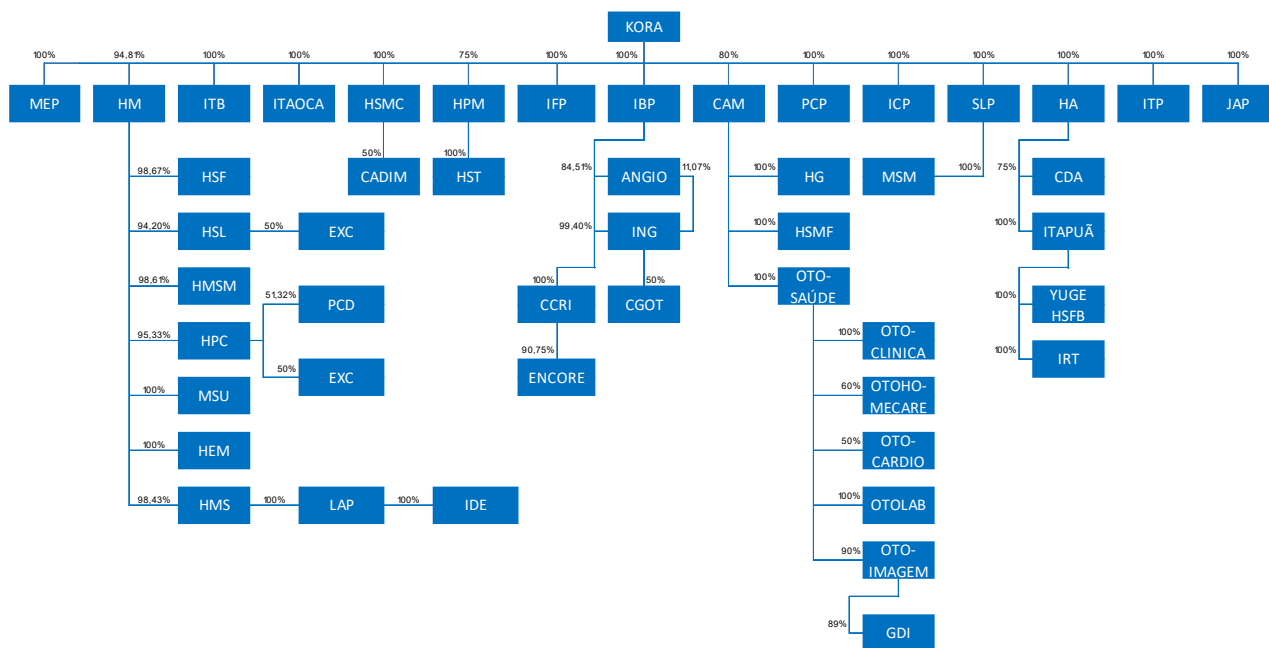 KORA
100% 94,81% 100% 100% 100% 75% 100% 100% 80% 100% 100% 100% 100% 100% 100%
MEP HM ITB ITAOCA HSMC HPM IFP IBP CAM PCP ICP SLP HA ITP JAP
50% 100%
98,67% HSF CADIM HST 84,51% ANGIO 11,07% 100% HG MSM 100% 75% CDA
94,20% HSL 50% EXC 99,40% ING 100% HSMF 100% ITAPUÃ
98,61% HMSM 100% 50% 100% OTO-
SAÚDE
51,32% PCD CCRI CGOT 100% YUGE
HSFB
95,33% HPC 90,75% 100% OTO-
CLINICA
100% IRT
50% EXC ENCORE
100% MSU 60% OTOHO-
MECARE
100% HEM 50% OTO-
CARDIO
98,43% HMS 100% LAP 100% IDE 100% OTOLAB
90% OTO-
IMAGEM
89% GDI